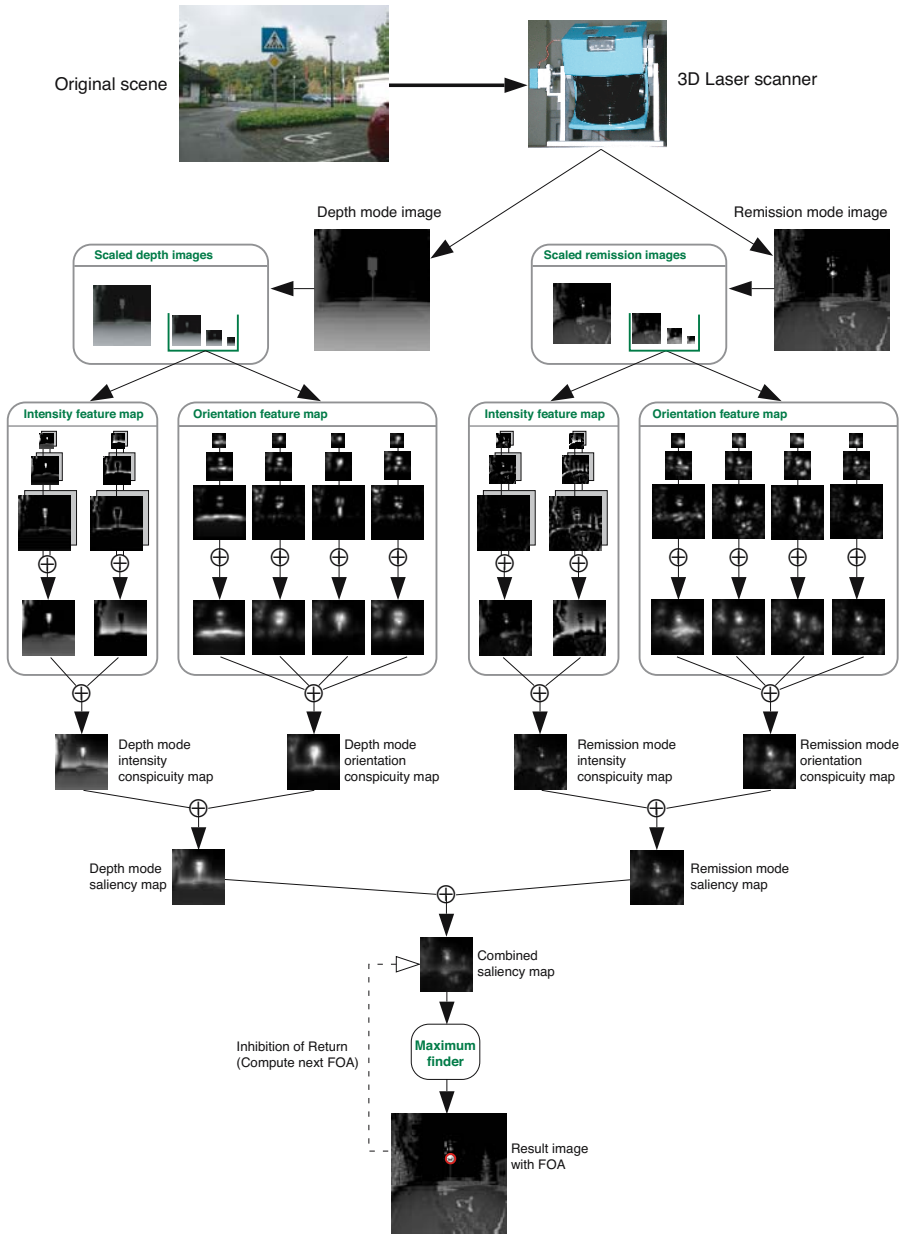 Original scene
3D Laser scanner
Depth mode image
Remission mode image
Scaled depth images
Scaled remission images
Intensity feature map
Orientation feature map
Intensity feature map
Orientation feature map
Depth mode
intensity
conspicuity map
Depth mode
orientation
conspicuity map
Remission mode
intensity
conspicuity map
Remission mode
orientation
conspicuity map
Depth mode
saliency map
Remission mode
saliency map
Combined
saliency map
Inhibition of Return
(Compute next FOA)
Maximum
finder
Result image
with FOA